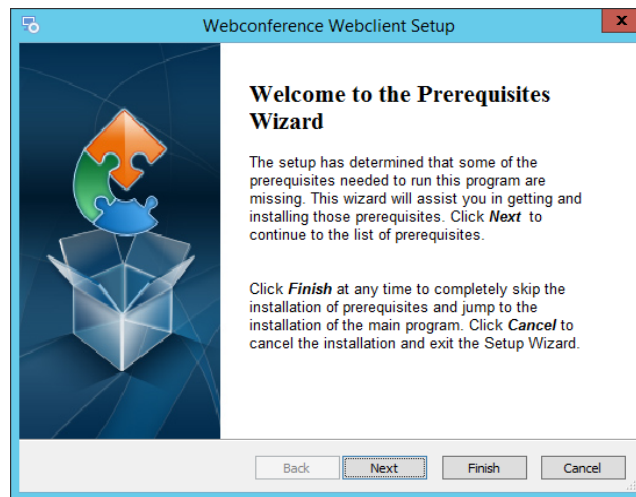 Webconference Webclient Setup
x
Welcome to the Prerequisites
Wizard
The setup has determined that some of the
prerequisites needed to run this program are
missing. This wizard will assist you in getting and
installing those prerequisites. Click Next to
continue to the list of prerequisites.
Click Finish at any time to completely skip the
installation of prerequisites and jump to the
installation of the main program. Click Cancel to
cancel the installation and exit the Setup Wizard.
Back Next Finish Cancel